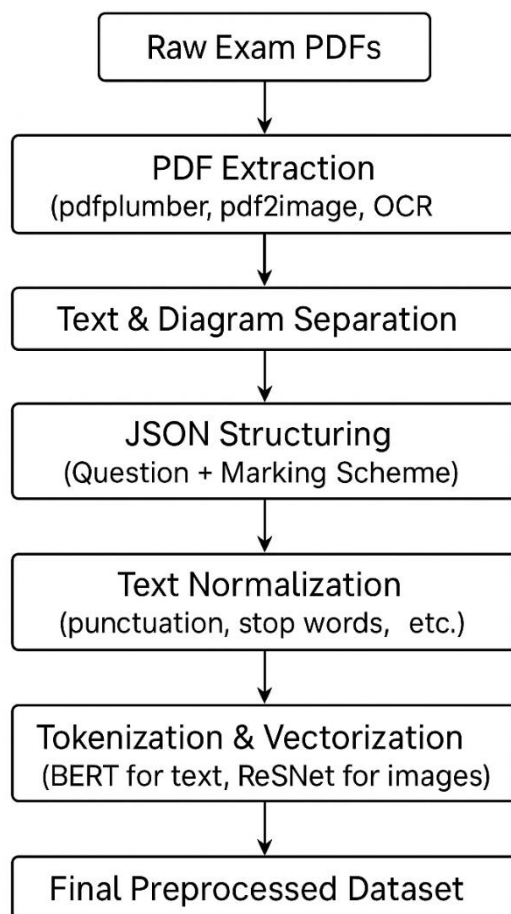 Raw Exam PDFs
PDF Extraction
(pdfplumber, pdf2image, OCR
Text & Diagram Separation
JSON Structuring
(Question + Marking Scherme)
Text Normalization
(punctuation, stop words, etc.)
Tokenization & Vectorization
(BERT for text, ReSNet for images)
Final Preprocessed Dataset